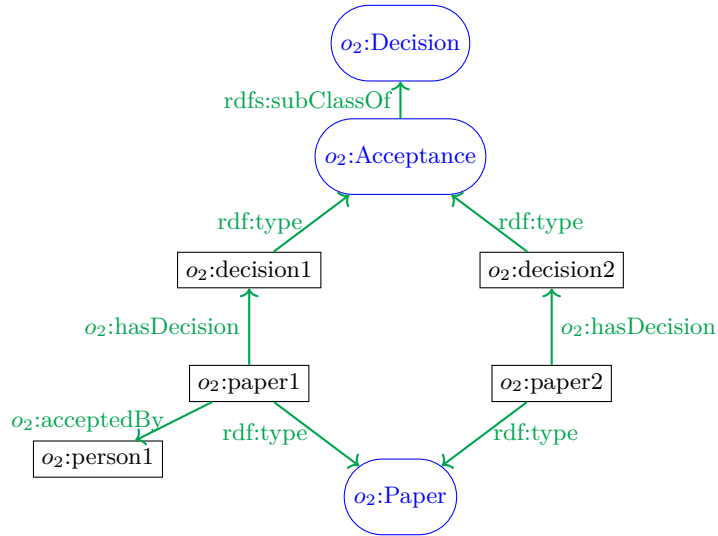 o₂:Decision
rdfs:subClassOf
o₂:Acceptance
rdf:type
rdf:type
o₂:decision1
o₂:decision2
o₂:hasDecision
o₂:hasDecision
o₂:paper1
o₂:paper2
o₂:acceptedBy
rdf:type
rdf:type
o₂:person1
o₂:Paper